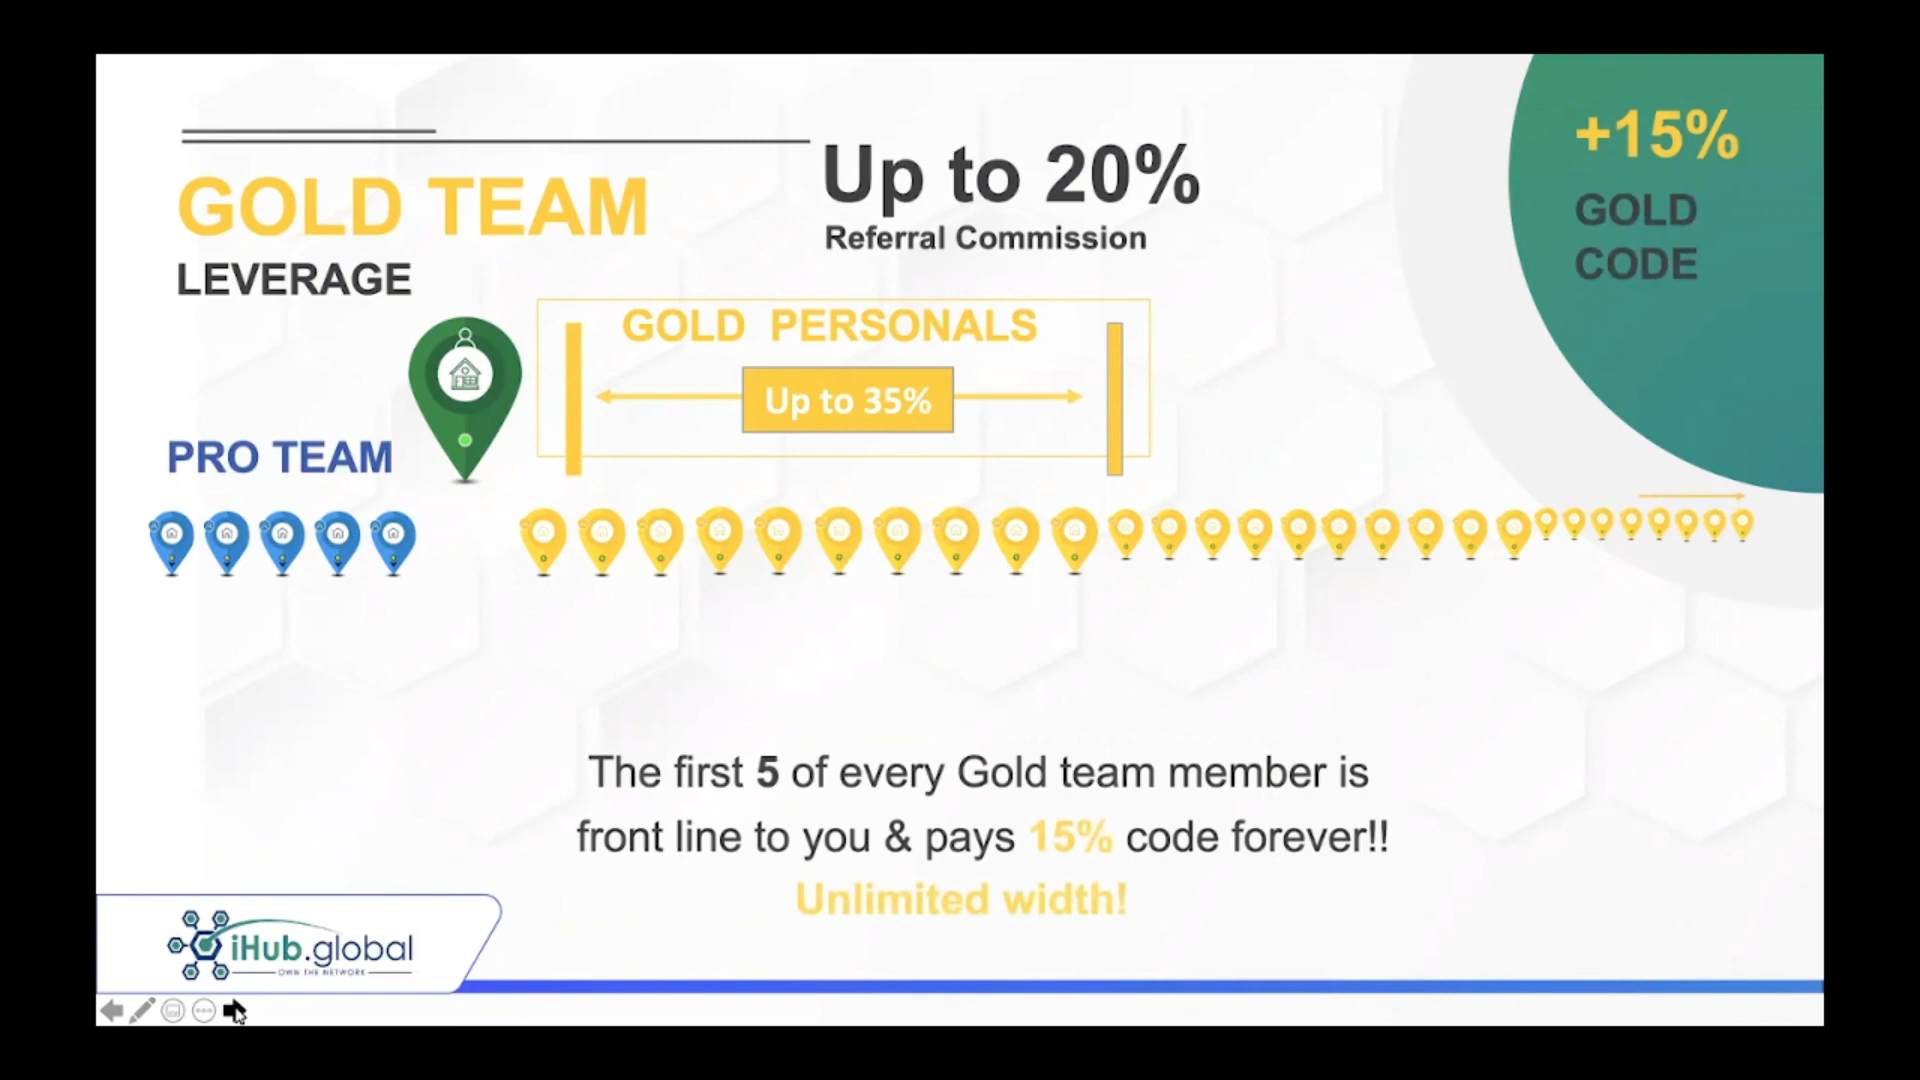 GOLD TEAM
LEVERAGE
Up to 20%
Referral Commission
+15%
GOLD
CODE
GOLD PERSONALS
Up to 35%
PRO TEAM
The first 5 of every Gold team member is
front line to you & pays 15% code forever!!
Unlimited width!
iHub.global
OWN THE NETWORK